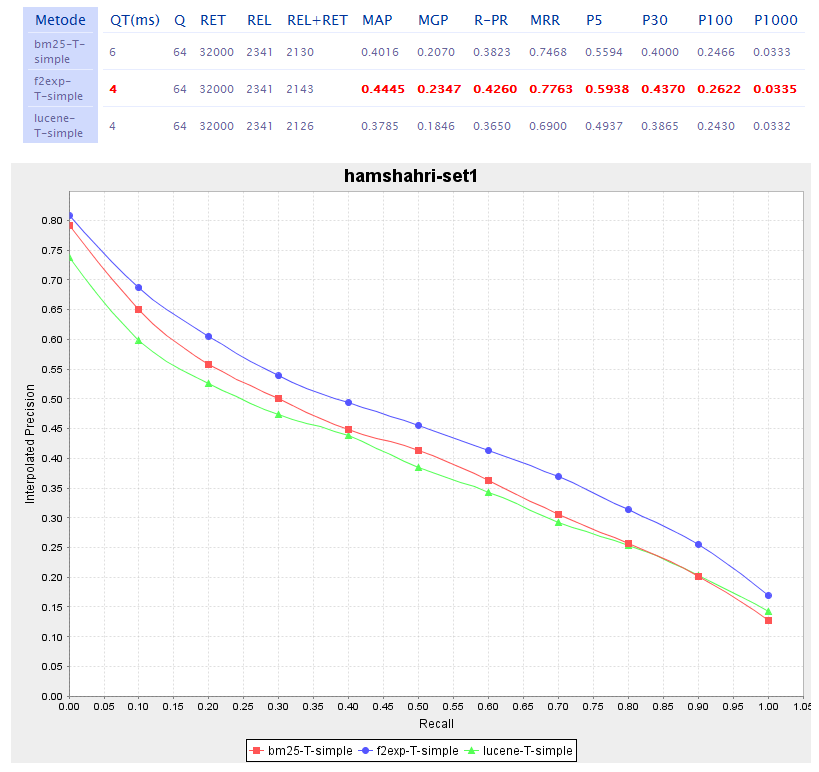 Metode QT(ms) Q RET REL REL+RET MAP MGP R-PR MRR P5 P30 P100 P1000
bm25-T-
simple 6 64 32000 2341 2130 0.4016 0.2070 0.3823 0.7468 0.5594 0.4000 0.2466 0.0333
f2exp-
T-simple 4 64 32000 2341 2143 0.4445 0.2347 0.4260 0.7763 0.5938 0.4370 0.2622 0.0335
lucene-
T-simple 4 64 32000 2341 2126 0.3785 0.1846 0.3650 0.6900 0.4937 0.3865 0.2430 0.0332
hamshahri-set1
Interpolated Precision
0.80
0.75
0.70
0.65
0.60
0.55
0.50
0.45
0.40
0.35
0.30
0.25
0.20
0.15
0.10
0.05
0.00
0.00 0.05 0.10 0.15 0.20 0.25 0.30 0.35 0.40 0.45 0.50 0.55 0.60 0.65 0.70 0.75 0.80 0.85 0.90 0.95 1.00 1.05
Recall
bm25-T-simple f2exp-T-simple lucene-T-simple